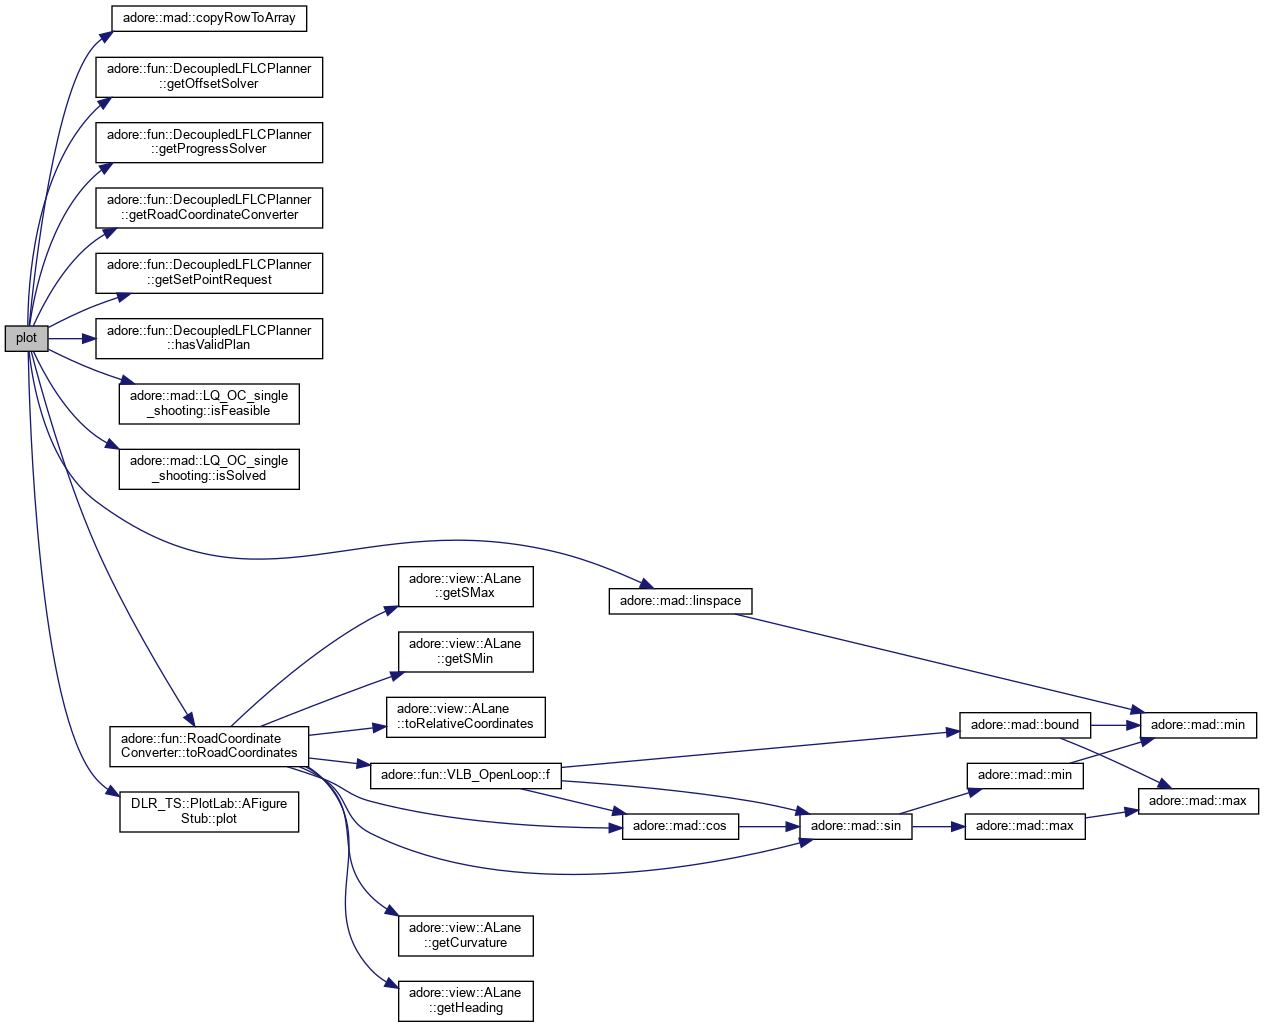 adore::mad::copyRowToArray
adore::fun::DecoupledLFLCPlanner
::getOffsetSolver
adore::fun::DecoupledLFLCPlanner
::getProgressSolver
adore::fun::DecoupledLFLCPlanner
::getRoadCoordinateConverter
adore::fun::DecoupledLFLCPlanner
::getSetPointRequest
plot
adore::fun::DecoupledLFLCPlanner
::hasValidPlan
adore::mad::LQ_OC_single
_shooting::isFeasible
adore::mad::LQ_OC_single
_shooting::isSolved
adore::mad::linspace
adore::view::ALane
::getSMax
adore::view::ALane
::getSMin
adore::view::ALane
::toRelativeCoordinates
adore::fun::RoadCoordinate
Converter::toRoadCoordinates
adore::fun::VLB_OpenLoop::f
adore::mad::bound
adore::mad::min
adore::mad::min
adore::mad::max
DLR_TS::PlotLab::AFigure
Stub::plot
adore::mad::cos
adore::mad::sin
adore::mad::max
adore::view::ALane
::getCurvature
adore::view::ALane
::getHeading